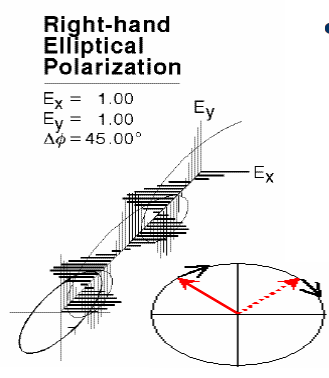 Right-hand
Elliptical
Polarization
Ex = 1.00
Ey = 1.00
Δϕ = 45.00°
Ey
Ex